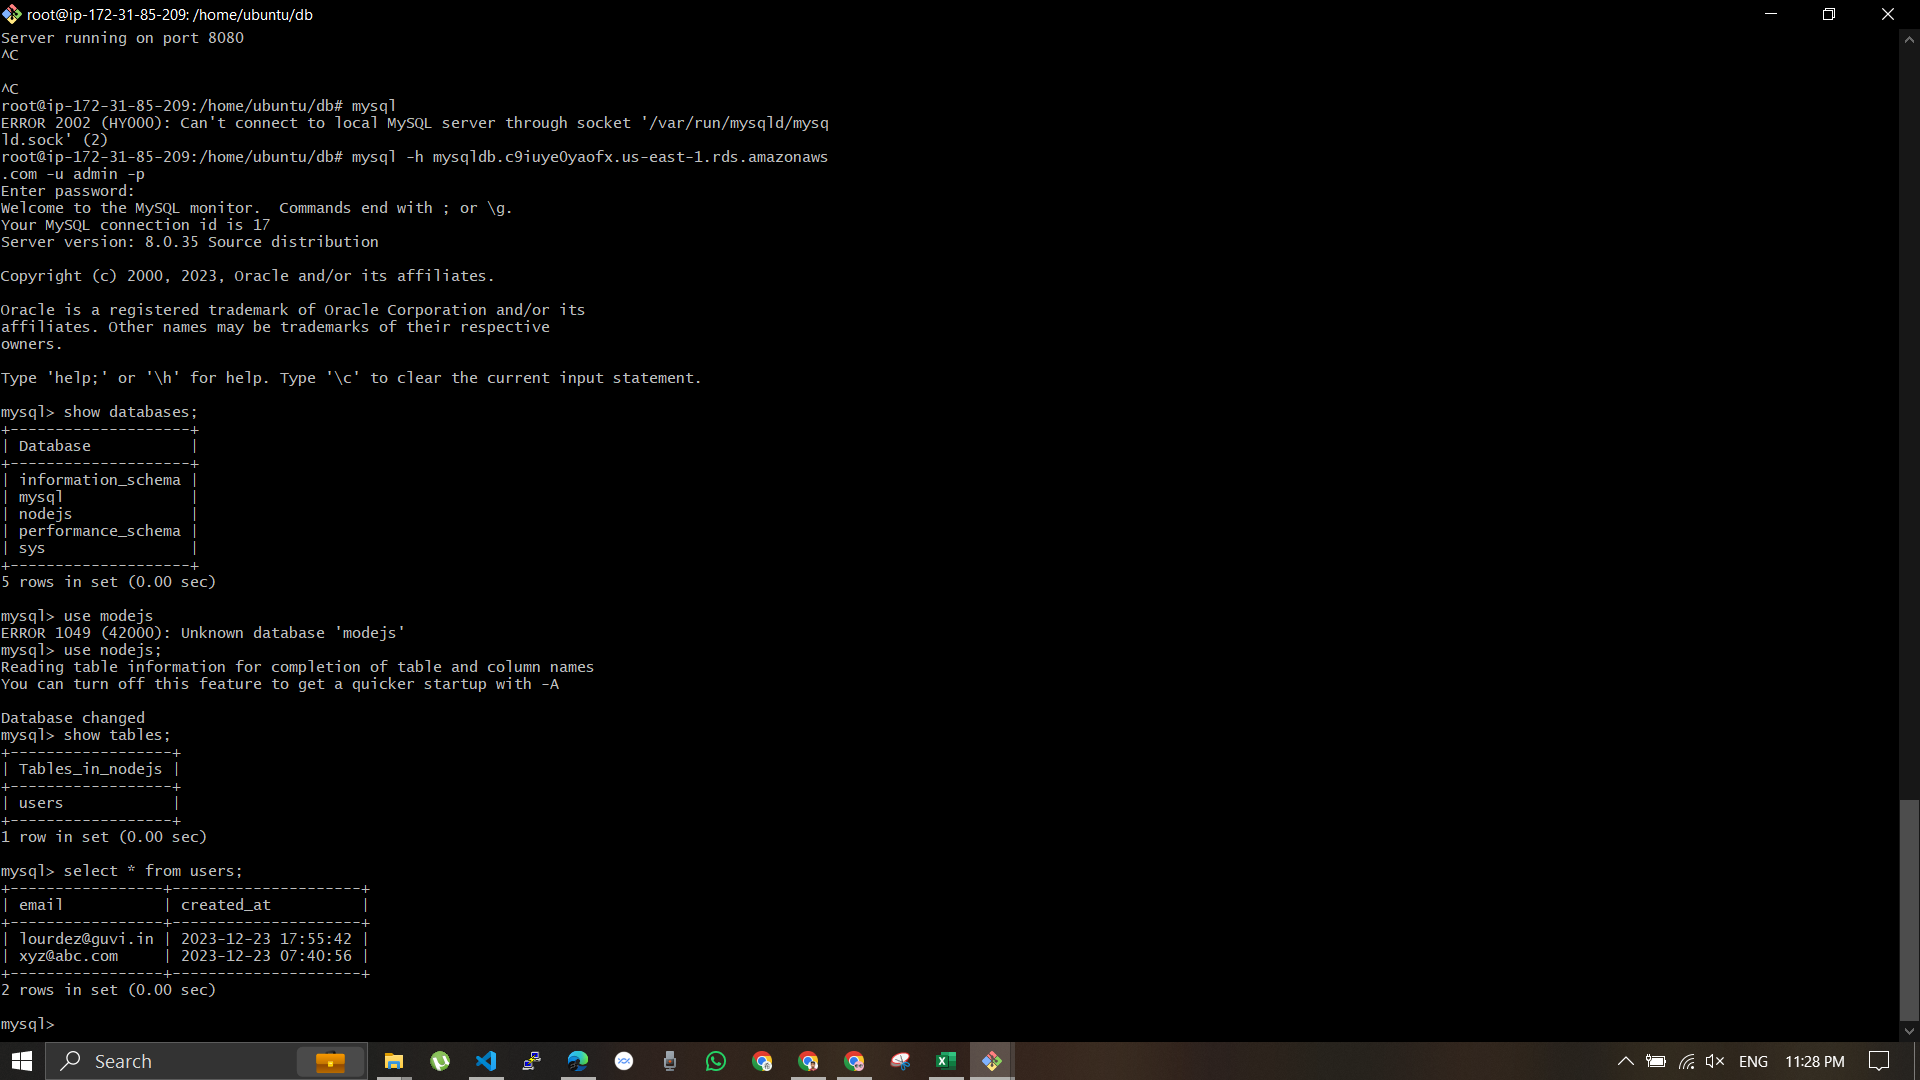 root@ip-172-31-85-209: /home/ubuntu/db
Server running on port 8080
^C
^C
root@ip-172-31-85-209:/home/ubuntu/db# mysql
ERROR 2002 (HY000): Can't connect to local MySQL server through socket '/var/run/mysqld/mysq
ld.sock' (2)
root@ip-172-31-85-209:/home/ubuntu/db# mysql -h mysqldb.c9iuye0yaofx.us-east-1.rds.amazonaws
.com -u admin -p
Enter password:
Welcome to the MySQL monitor.  Commands end with ; or \g.
Your MySQL connection id is 17
Server version: 8.0.35 Source distribution
Copyright (c) 2000, 2023, Oracle and/or its affiliates.
Oracle is a registered trademark of Oracle Corporation and/or its
affiliates. Other names may be trademarks of their respective
owners.
Type 'help;' or '\h' for help. Type '\c' to clear the current input statement.
mysql> show databases;
+--------------------+
| Database           |
+--------------------+
| information_schema |
| mysql              |
| nodejs             |
| performance_schema |
| sys                |
+--------------------+
5 rows in set (0.00 sec)
mysql> use modejs
ERROR 1049 (42000): Unknown database 'modejs'
mysql> use nodejs;
Reading table information for completion of table and column names
You can turn off this feature to get a quicker startup with -A
Database changed
mysql> show tables;
+------------------+
| Tables_in_nodejs |
+------------------+
| users            |
+------------------+
1 row in set (0.00 sec)
mysql> select * from users;
+-----------------+---------------------+
| email           | created_at          |
+-----------------+---------------------+
| lourdez@guvi.in | 2023-12-23 17:55:42 |
| xyz@abc.com     | 2023-12-23 07:40:56 |
+-----------------+---------------------+
2 rows in set (0.00 sec)
mysql>
Search
ENG
11:28 PM